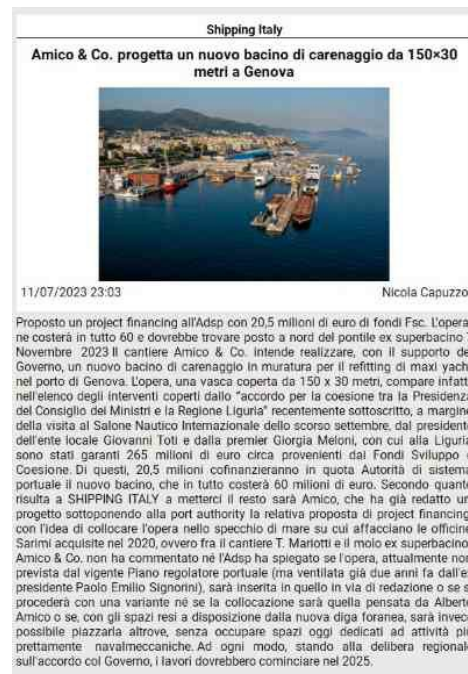 Shipping Italy
Amico & Co. progetta un nuovo bacino di carenaggio da 150×30
metri a Genova
11/07/2023 23:03
Nicola Capuzzo
Proposto un project financing all'Adsp con 20,5 milioni di euro di fondi Fsc. L'opera
ne costerà in tutto 60 e dovrebbe trovare posto a nord del pontile ex superbacino
Novembre 2023 Il cantiere Amico & Co. intende realizzare, con il supporto de
Governo, un nuovo bacino di carenaggio in muratura per il refitting di maxi yach
nel porto di Genova. L'opera, una vasca coperta da 150 x 30 metri, compare infatt
nell'elenco degli interventi coperti dallo "accordo per la coesione tra la Presidenza
del Consiglio dei Ministri e la Regione Liguria" recentemente sottoscritto, a margin
della visita al Salone Nautico Internazionale dello scorso settembre, dal presidente
dell'ente locale Giovanni Toti e dalla premier Giorgia Meloni, con cui alla Liguria
sono stati garanti 265 milioni di euro circa provenienti dal Fondi Sviluppo
Coesione. Di questi, 20,5 milioni cofinanzieranno in quota Autorità di sistema
portuale il nuovo bacino, che in tutto costerà 60 milioni di euro. Secondo quante
risulta a SHIPPING ITALY a metterci il resto sarà Amico, che ha già redatto un
progetto sottoponendo alla port authority la relativa proposta di project financing
con l'idea di collocare l'opera nello specchio di mare su cui affacciano le officine
Sarimi acquisite nel 2020, ovvero fra il cantiere T. Mariotti e il molo ex superbacino
Amico & Co. non ha commentato né l'Adsp ha spiegato se l'opera, attualmente non
prevista dal vigente Piano regolatore portuale (ma ventilata già due anni fa dall'e
presidente Paolo Emilio Signorini), sarà inserita in quello in via di redazione o se s
procederà con una variante né se la collocazione sarà quella pensata da Albert
Amico o se, con gli spazi resi a disposizione dalla nuova diga foranea, sarà invec
possibile piazzarla altrove, senza occupare spazi oggi dedicati ad attività pi
prettamente navalmeccaniche. Ad ogni modo, stando alla delibera regional
sull'accordo col Governo, i lavori dovrebbero cominciare nel 2025.